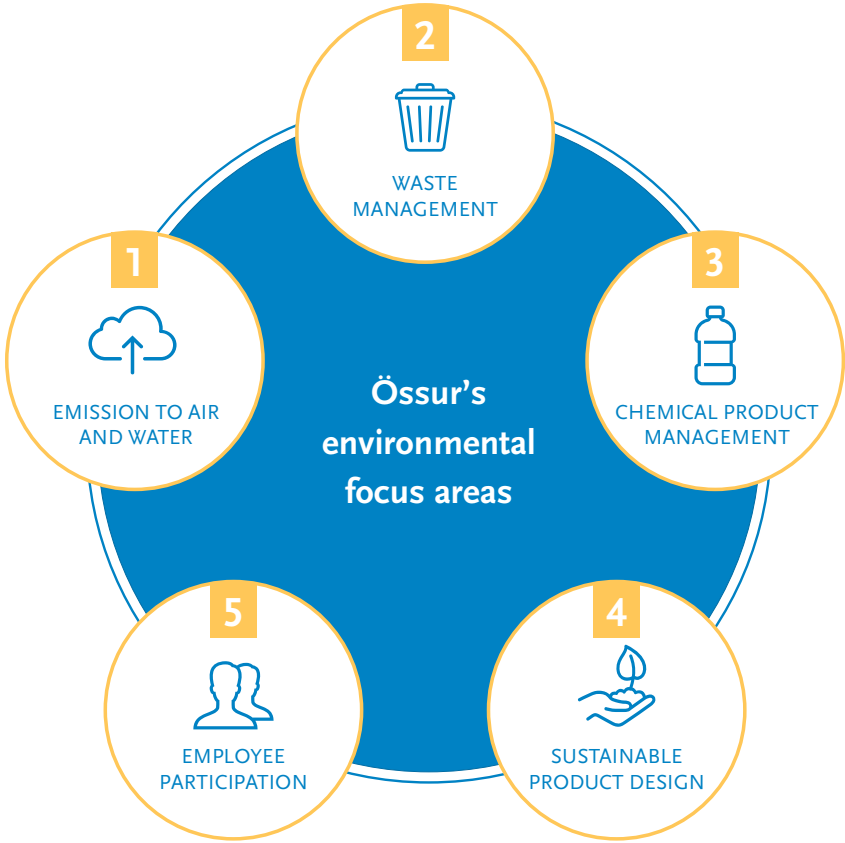 Össur's
environmental
focus areas
1
EMISSION TO AIR
AND WATER
2
WASTE
MANAGEMENT
3
CHEMICAL PRODUCT
MANAGEMENT
4
SUSTAINABLE
PRODUCT DESIGN
5
EMPLOYEE
PARTICIPATION